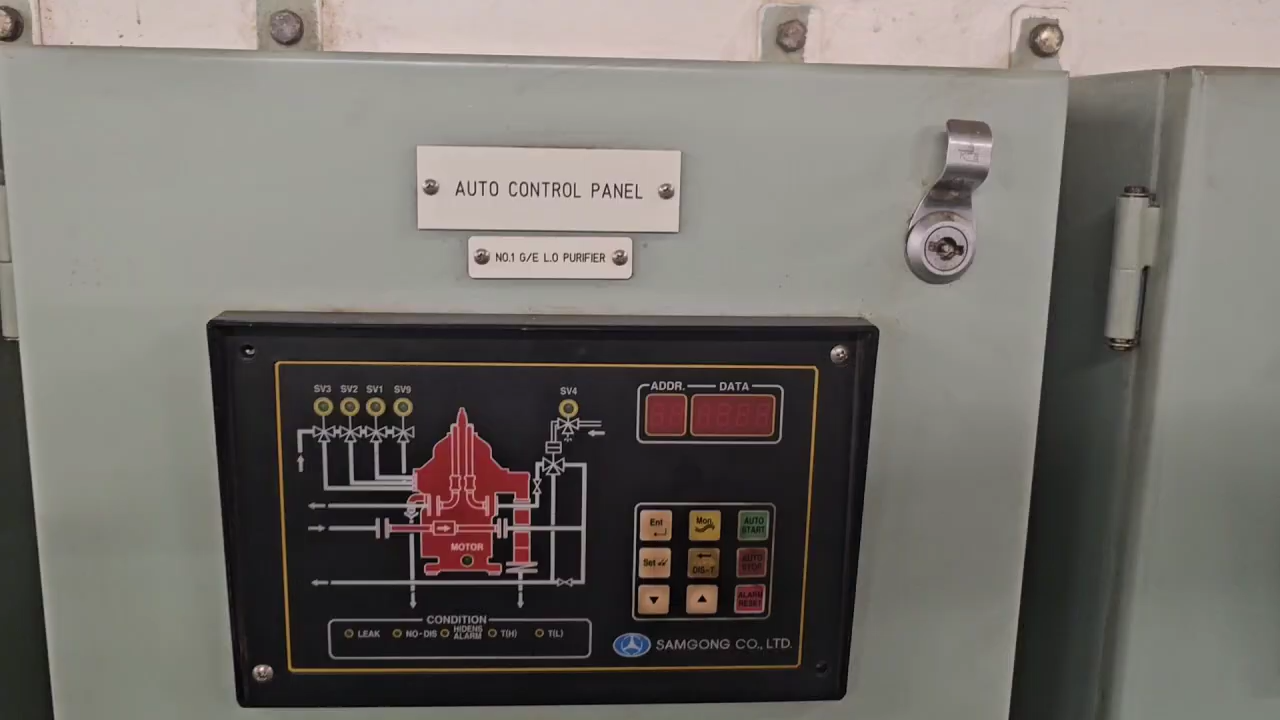 AUTO CONTROL PANEL
NO.1 G/E L.O PURIFIER
SV3 SV2 SV1 SV9
SV4
ADDR. DATA
MOTOR
Ent
Mon.
AUTO START
Set
DIS-T
AUTO STOP
ALARM RESET
CONDITION
LEAK NO-DIS HIDENS ALARM T(H) T(L)
SAMGONG CO., LTD.